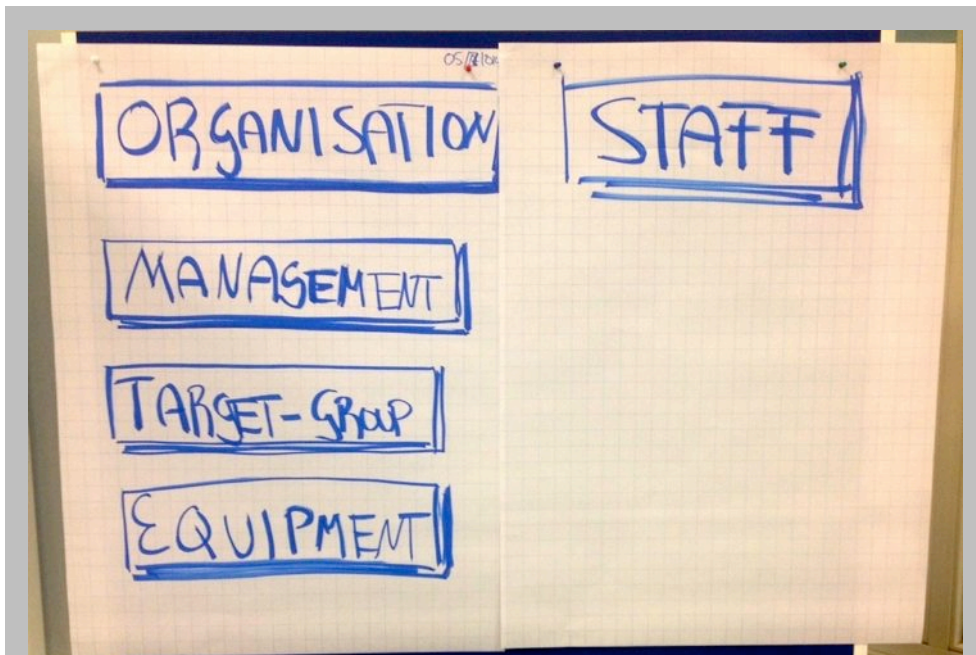 ORGANISATION
MANAGEMENT
TARGET-GROUP
EQUIPMENT
STAFF